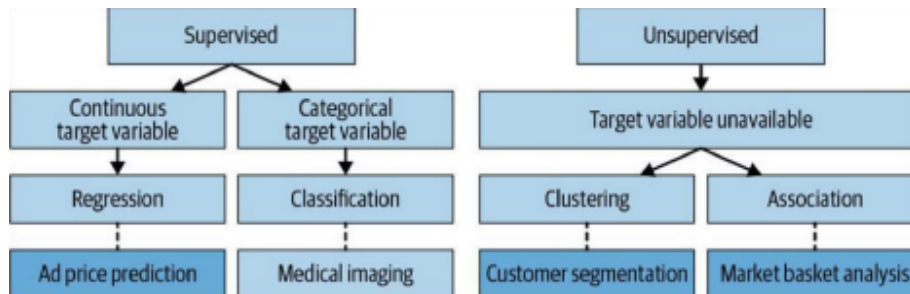 Supervised
Unsupervised
Continuous
target variable
Categorical
target variable
Target variable unavailable
Regression
Classification
Clustering
Association
Ad price prediction
Medical imaging
Customer segmentation
Market basket analysis